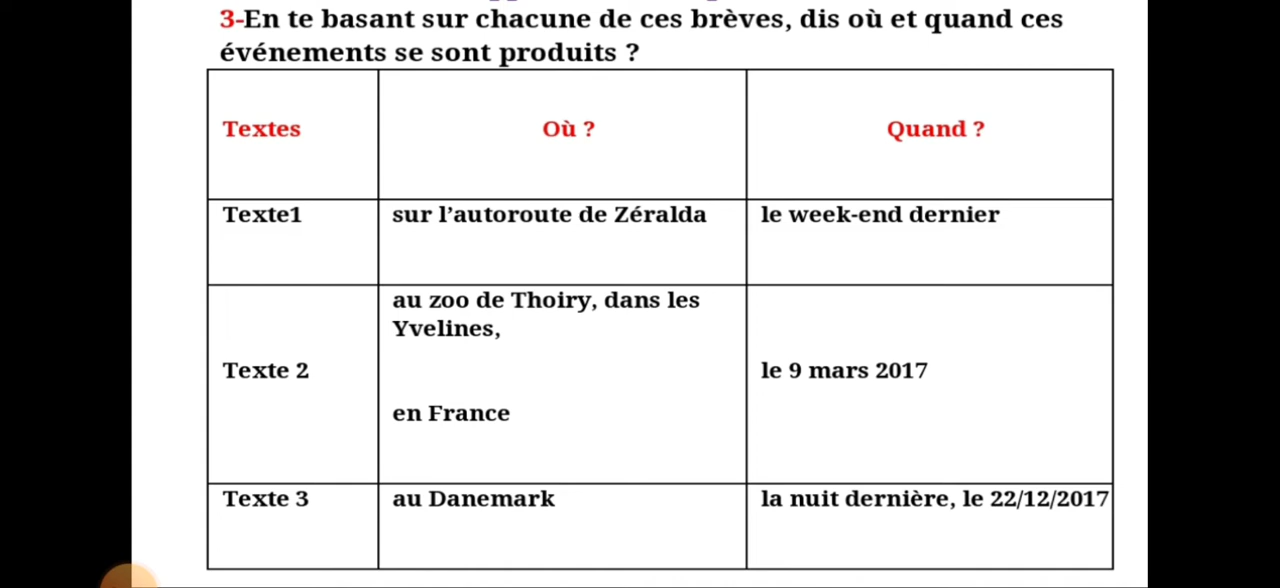 3-En te basant sur chacune de ces brèves, dis où et quand ces
événements se sont produits ?
Textes
Où ?
Quand ?
Texte1
sur l’autoroute de Zéralda
le week-end dernier
Texte 2
au zoo de Thoiry, dans les
Yvelines,
en France
le 9 mars 2017
Texte 3
au Danemark
la nuit dernière, le 22/12/2017